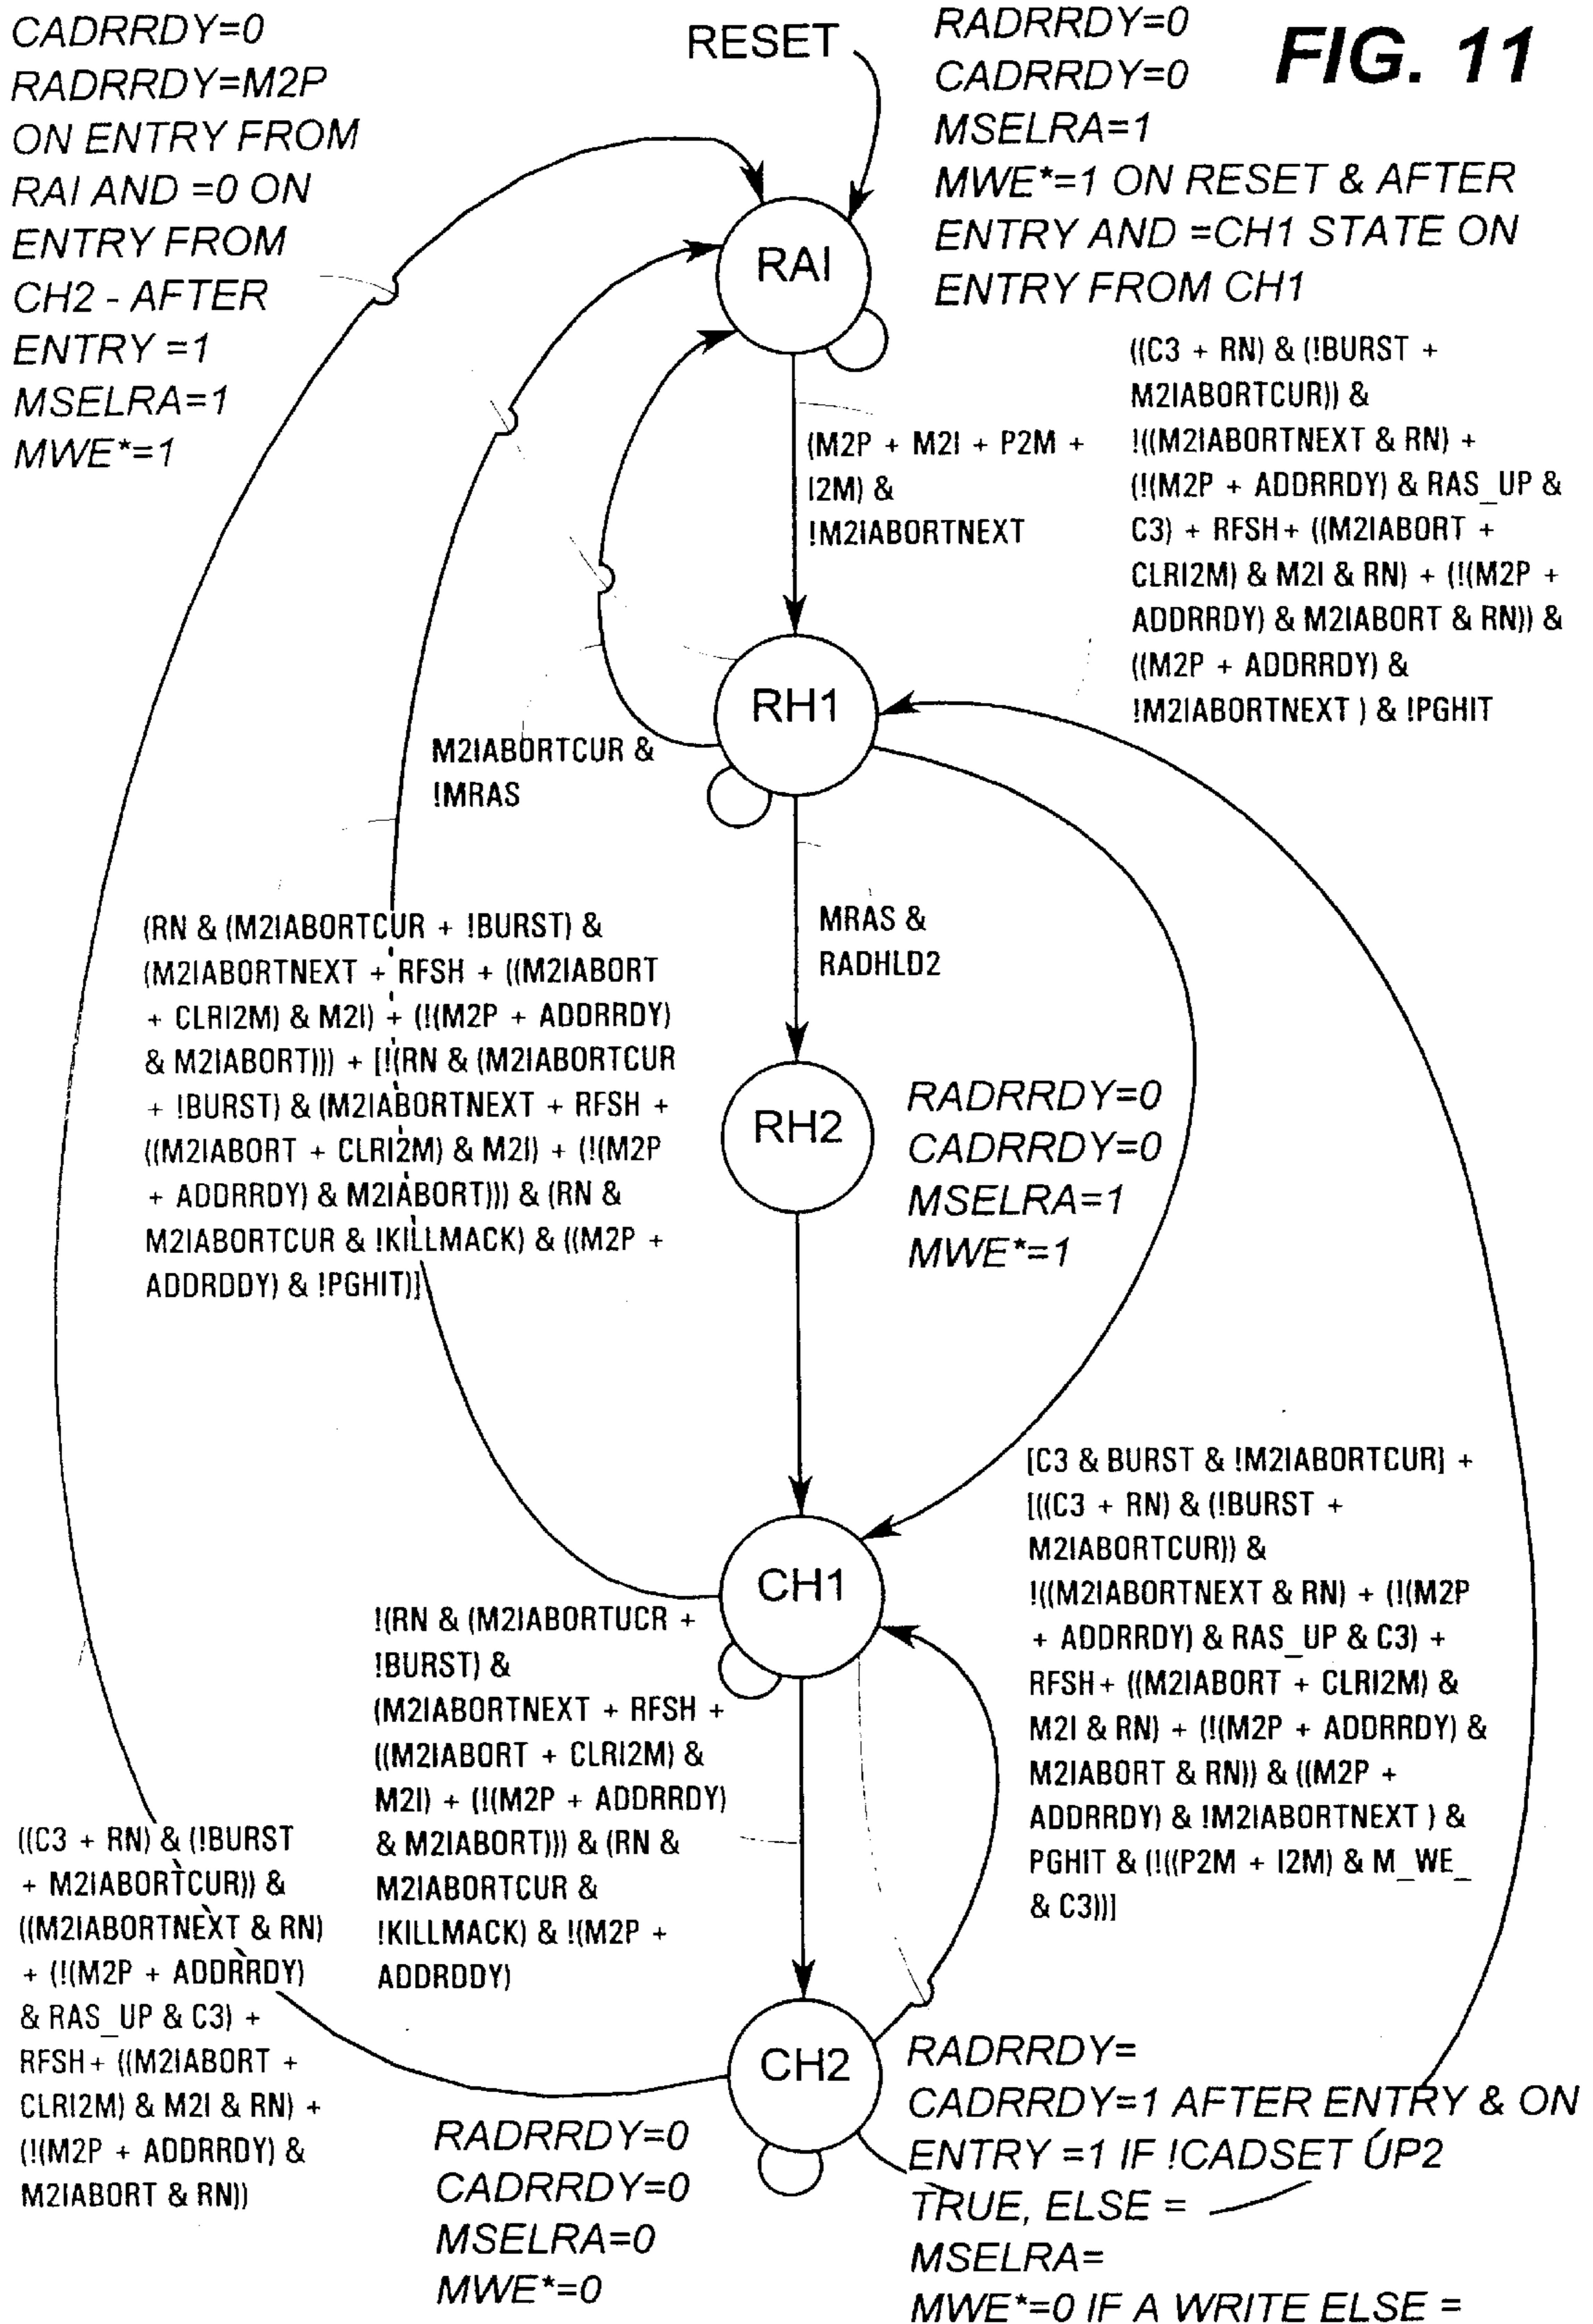 CADRRDY=0
RADRRDY=M2P
ON ENTRY FROM
RAI AND =0 ON
ENTRY FROM
CH2 - AFTER
ENTRY =1
MSELRA=1
MWE*=1
RESET
RADRRDY=0
CADRRDY=0
MSELRA=1
MWE*=1 ON RESET & AFTER
ENTRY AND =CH1 STATE ON
ENTRY FROM CH1
FIG. 11
RAI
((C3 + RN) & (!BURST +
M2IABORTCUR)) &
!((M2IABORTNEXT & RN) +
(!(M2P + ADDRRDY) & RAS_UP &
C3) + RFSH+ ((M2IABORT +
CLRI2M) & M2I & RN) + (!(M2P +
ADDRRDY) & M2IABORT & RN)) &
((M2P + ADDRRDY) &
!M2IABORTNEXT ) & !PGHIT
(M2P + M2I + P2M +
I2M) &
!M2IABORTNEXT
RH1
M2IABORTCUR &
!MRAS
MRAS &
RADHLD2
(RN & (M2IABORTCUR + !BURST) &
(M2IABORTNEXT + RFSH + ((M2IABORT
+ CLRI2M) & M2I) + (!(M2P + ADDRRDY)
& M2IABORT))) + [!(RN & (M2IABORTCUR
+ !BURST) & (M2IABORTNEXT + RFSH +
((M2IABORT + CLRI2M) & M2I) + (!(M2P
+ ADDRRDY) & M2IABORT))) & (RN &
M2IABORTCUR & !KILLMACK) & ((M2P +
ADDRDDY) & !PGHIT)]
RH2
RADRRDY=0
CADRRDY=0
MSELRA=1
MWE*=1
CH1
[C3 & BURST & !M2IABORTCUR] +
[((C3 + RN) & (!BURST +
M2IABORTCUR)) &
!((M2IABORTNEXT & RN) + (!(M2P
+ ADDRRDY) & RAS_UP & C3) +
RFSH+ ((M2IABORT + CLRI2M) &
M2I & RN) + (!(M2P + ADDRRDY) &
M2IABORT & RN)) & ((M2P +
ADDRRDY) & !M2IABORTNEXT ) &
PGHIT & (!((P2M + I2M) & M_WE_
& C3))]
!(RN & (M2IABORTUCR +
!BURST) &
(M2IABORTNEXT + RFSH +
((M2IABORT + CLRI2M) &
M2I) + (!(M2P + ADDRRDY)
& M2IABORT))) & (RN &
M2IABORTCUR &
!KILLMACK) & !(M2P +
ADDRDDY)
((C3 + RN) & (!BURST
+ M2IABORTCUR)) &
((M2IABORTNEXT & RN)
+ (!(M2P + ADDRRDY)
& RAS_UP & C3) +
RFSH+ ((M2IABORT +
CLRI2M) & M2I & RN) +
(!(M2P + ADDRRDY) &
M2IABORT & RN))
CH2
RADRRDY=0
CADRRDY=0
MSELRA=0
MWE*=0
RADRRDY=
CADRRDY=1 AFTER ENTRY & ON
ENTRY =1 IF !CADSET UP2
TRUE, ELSE =
MSELRA=
MWE*=0 IF A WRITE ELSE =